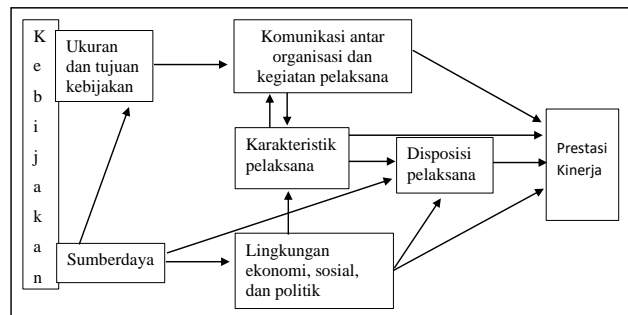 Kebijakan
Ukuran
dan tujuan
kebijakan
Komunikasi antar
organisasi dan
kegiatan pelaksana
Karakteristik
pelaksana
Disposisi
pelaksana
Prestasi
Kinerja
Sumberdaya
Lingkungan
ekonomi, sosial,
dan politik